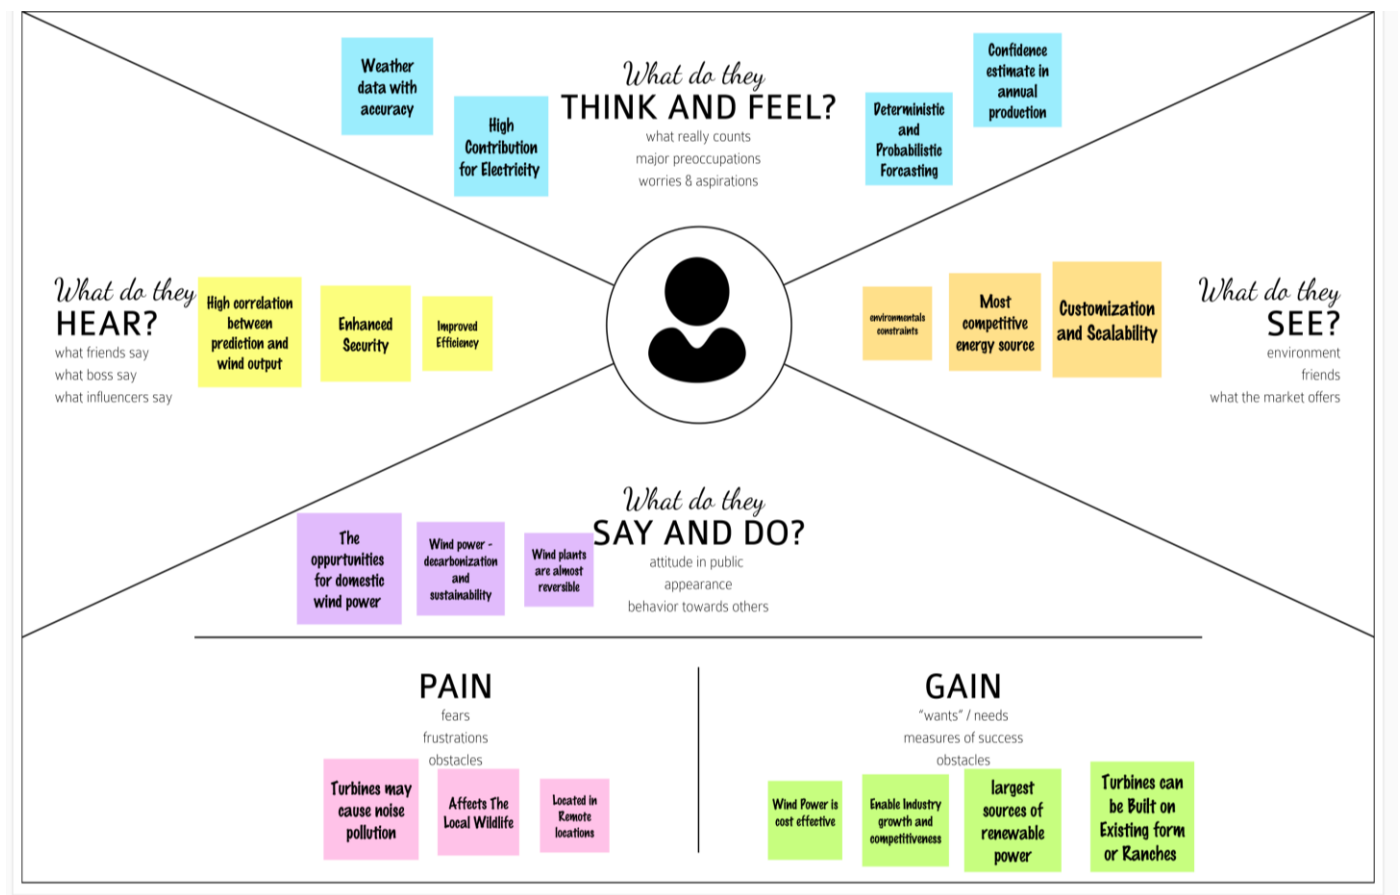 Weather
data with
accuracy
High
Contribution
for Electricity
What do they
THINK AND FEEL?
what really counts
major preoccupations
worries & aspirations
Deterministic
and
Probabilistic
Forcasting
Confidence
estimate in
annual
production
What do they
HEAR?
what friends say
what boss say
what influencers say
High correlation
between
prediction and
wind output
Enhanced
Security
Improved
Efficiency
environmentals
constraints
Most
competitive
energy source
Customization
and Scalability
What do they
SEE?
environment
friends
what the market offers
The
oppurtunities
for domestic
wind power
Wind power -
decarbonization
and
sustainability
Wind plants
are almost
reversible
What do they
SAY AND DO?
attitude in public
appearance
behavior towards others
PAIN
fears
frustrations
obstacles
Turbines may
cause noise
pollution
Affects The
Local Wildlife
Located in
Remote
locations
GAIN
"wants" / needs
measures of success
obstacles
Wind Power is
cost effective
Enable Industry
growth and
competitiveness
largest
sources of
renewable
power
Turbines can
be Built on
Existing form
or Ranches